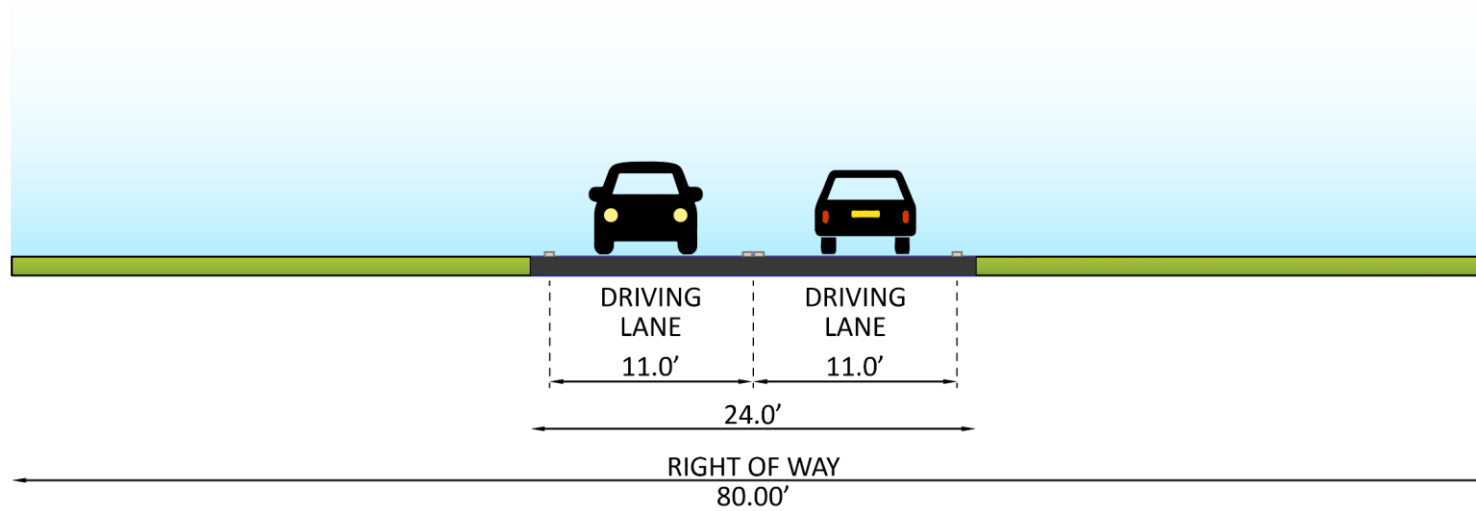 DRIVING
LANE
11.0’
DRIVING
LANE
11.0’
24.0’
RIGHT OF WAY
80.00’